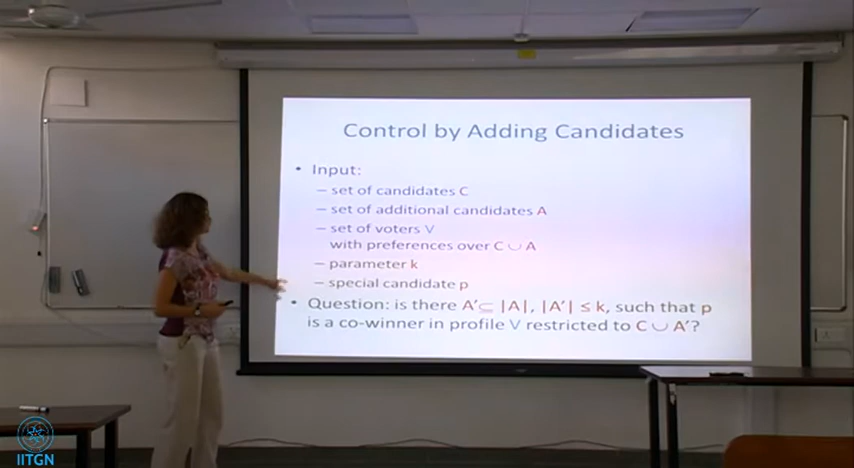 Control by Adding Candidates
• Input:
– set of candidates C
– set of additional candidates A
– set of voters V
with preferences over C ∪ A
– parameter k
– special candidate p
• Question: is there A' ⊆ |A|, |A'| ≤ k, such that p
is a co-winner in profile V restricted to C ∪ A'?
IITGN